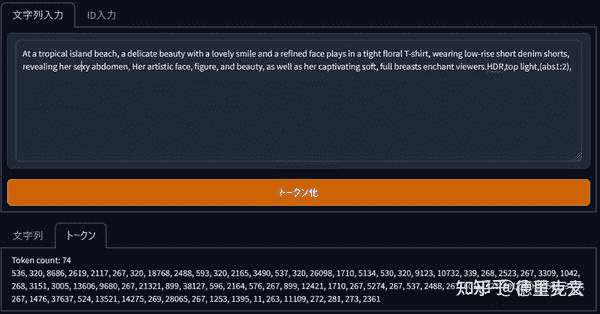 文字列入力 ID入力
At a tropical island beach, a delicate beauty with a lovely smile and a refined face plays in a tight floral T-shirt, wearing low-rise short denim shorts,
revealing her sexy abdomen, Her artistic face, figure, and beauty, as well as her captivating soft, full breasts enchant viewers.HDR,top light,(abs1:2),
トークン化
文字列 トークン
Token count: 74
536, 320, 8686, 2619, 2117, 267, 320, 18768, 2488, 593, 320, 2165, 3490, 537, 320, 26098, 1710, 5134, 530, 320, 9123, 10732, 339, 268, 2523, 267, 3309, 1042,
268, 3151, 3005, 13606, 9680, 267, 21321, 899, 38127, 596, 2164, 576, 267, 899, 12421, 1710, 267, 5274, 267, 537, 2488, 267,
267, 1476, 37637, 524, 13521, 14275, 269, 28065, 267, 1253, 1395, 11, 263, 11109, 272, 281, 273, 2361
知乎 @德里克文